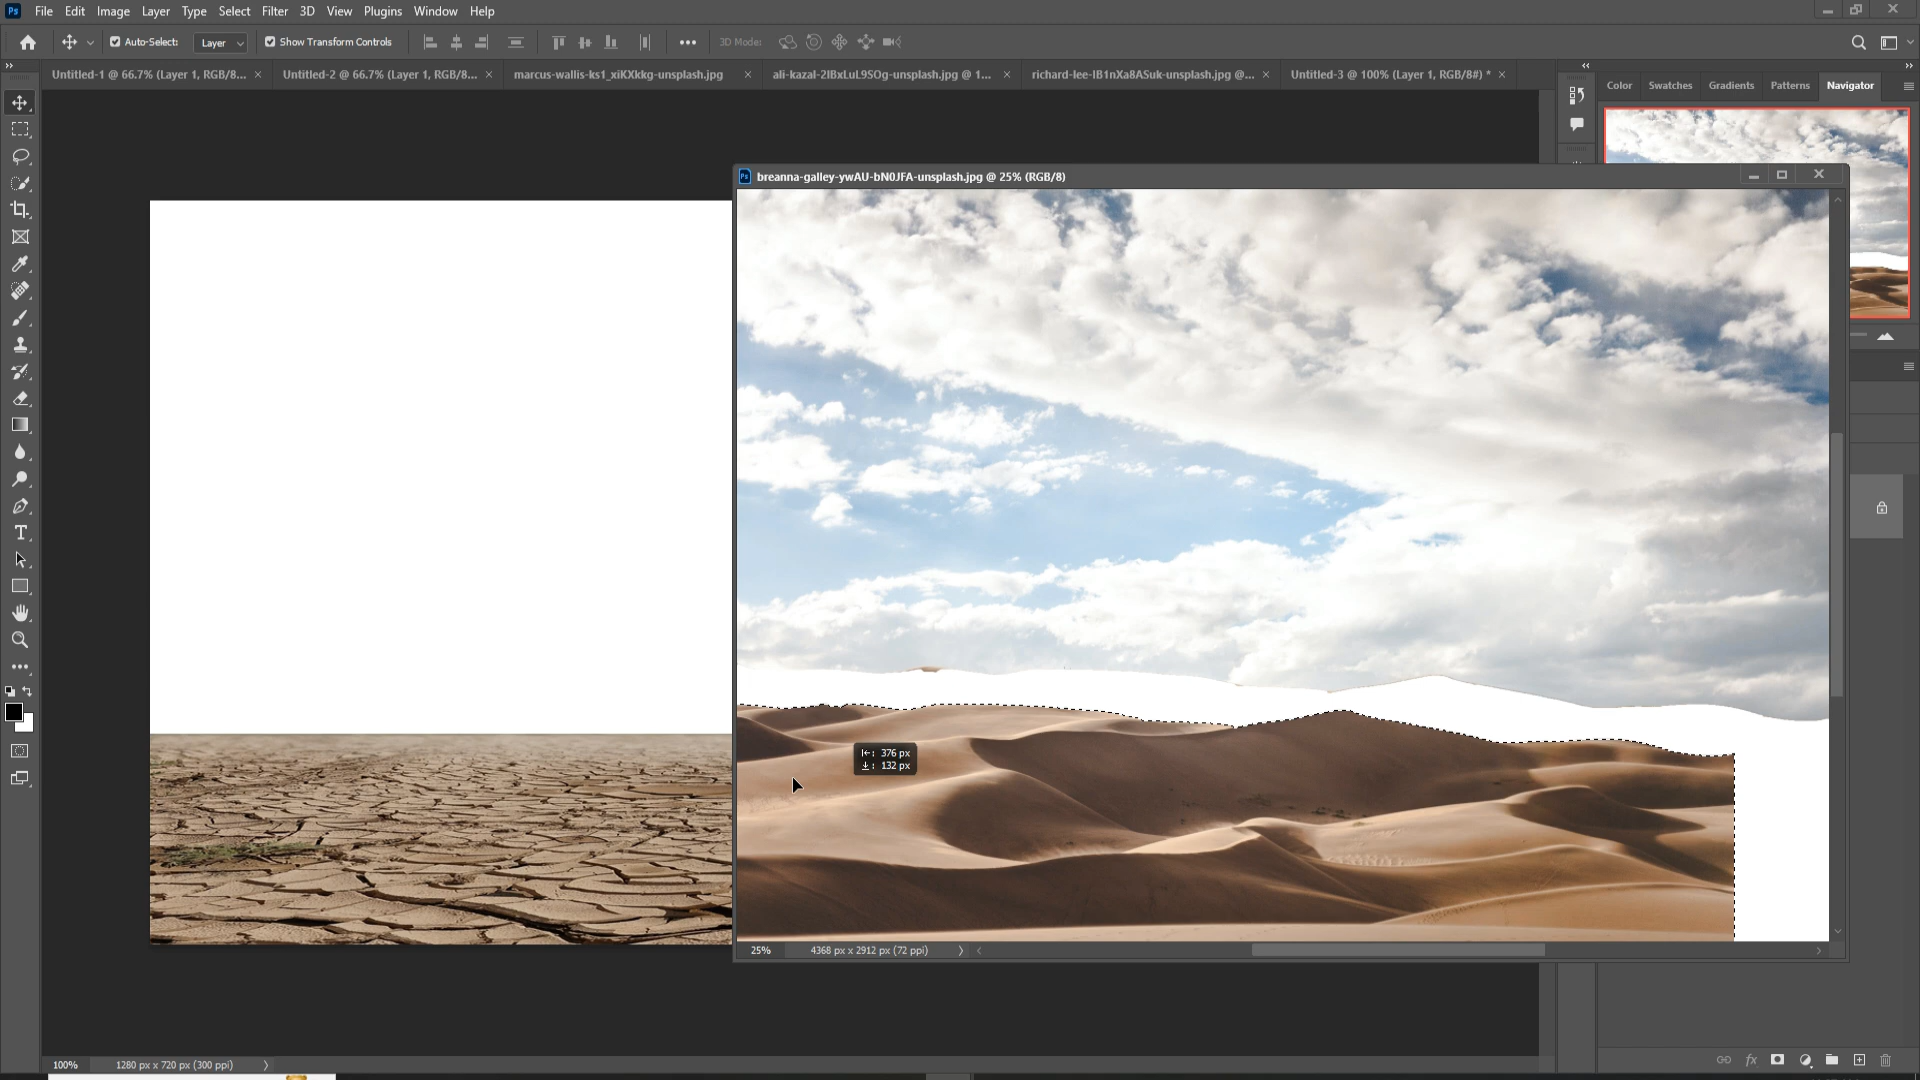 Ps File Edit Image Layer Type Select Filter 3D View Plugins Window Help
Auto-Select: Layer Show Transform Controls 3D Mode:
Untitled-1 @ 66.7% (Layer 1, RGB/8... Untitled-2 @ 66.7% (Layer 1, RGB/8... marcus-wallis-ks1_xiKXkkg-unsplash.jpg ali-kazal-2lBxLuL9SOg-unsplash.jpg @ 1... richard-lee-IB1nXa8ASuk-unsplash.jpg @... Untitled-3 @ 100% (Layer 1, RGB/8#) *
Color Swatches Gradients Patterns Navigator
Ps breanna-galley-ywAU-bN0JFA-unsplash.jpg @ 25% (RGB/8)
: 376 px
: 132 px
25% 4368 px x 2912 px (72 ppi)
fx
100% 1280 px x 720 px (300 ppi)